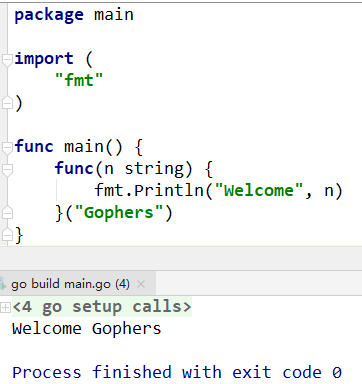 package main
import (
"fmt"
)
func main() {
func(n string) {
fmt.Println("Welcome", n)
}("Gophers")
}
go build main.go (4) ×
<4 go setup calls>
Welcome Gophers
Process finished with exit code 0